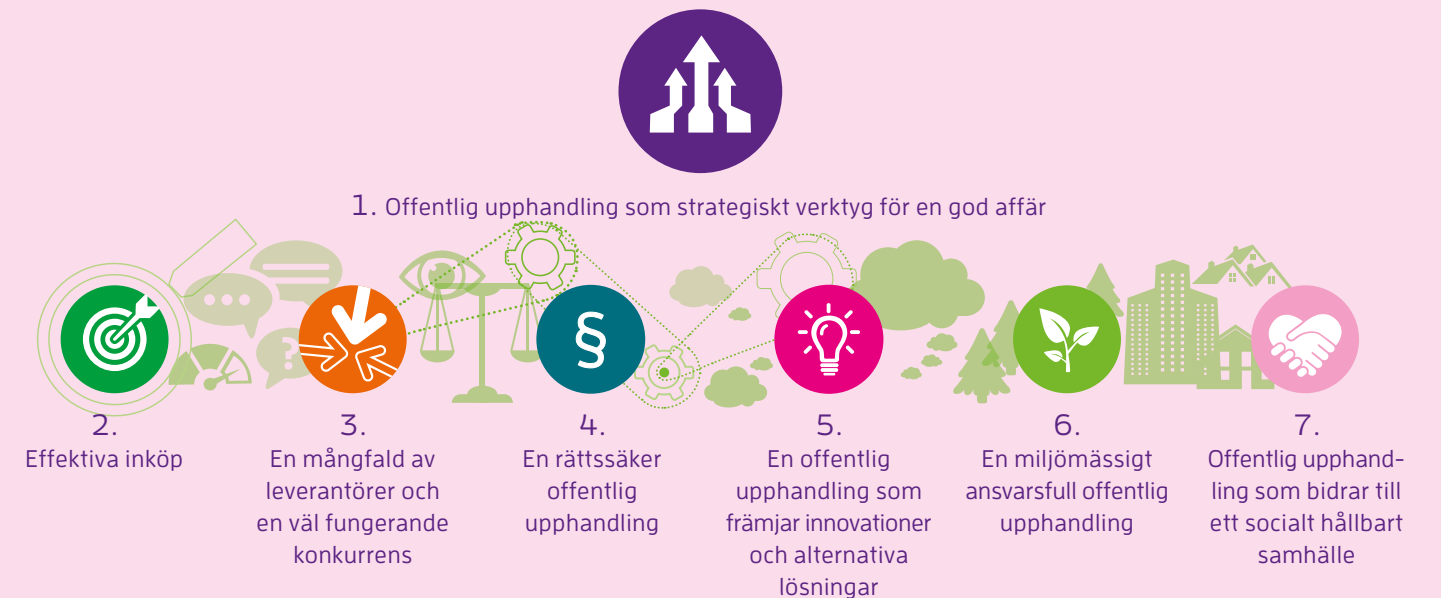 1. Offentlig upphandling som strategiskt verktyg för en god affär
2.
Effektiva inköp
3.
En mångfald av
leverantörer och
en väl fungerande
konkurrens
4.
§
En rättssäker
offentlig
upphandling
5.
En offentlig
upphandling som
främjar innovationer
och alternativa
lösningar
6.
En miljömässigt
ansvarsfull offentlig
upphandling
7.
Offentlig upphand-
ling som bidrar till
ett socialt hållbart
samhälle